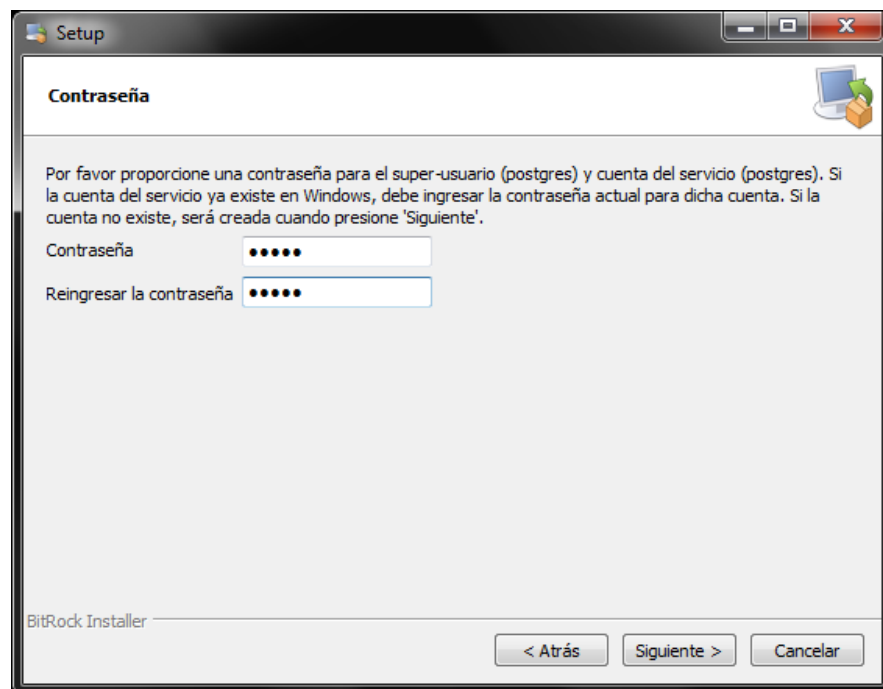 Setup
Contraseña
Por favor proporcione una contraseña para el super-usuario (postgres) y cuenta del servicio (postgres). Si
la cuenta del servicio ya existe en Windows, debe ingresar la contraseña actual para dicha cuenta. Si la
cuenta no existe, será creada cuando presione 'Siguiente'.
Contraseña •••••
Reingresar la contraseña •••••
BitRock Installer
< Atrás Siguiente > Cancelar